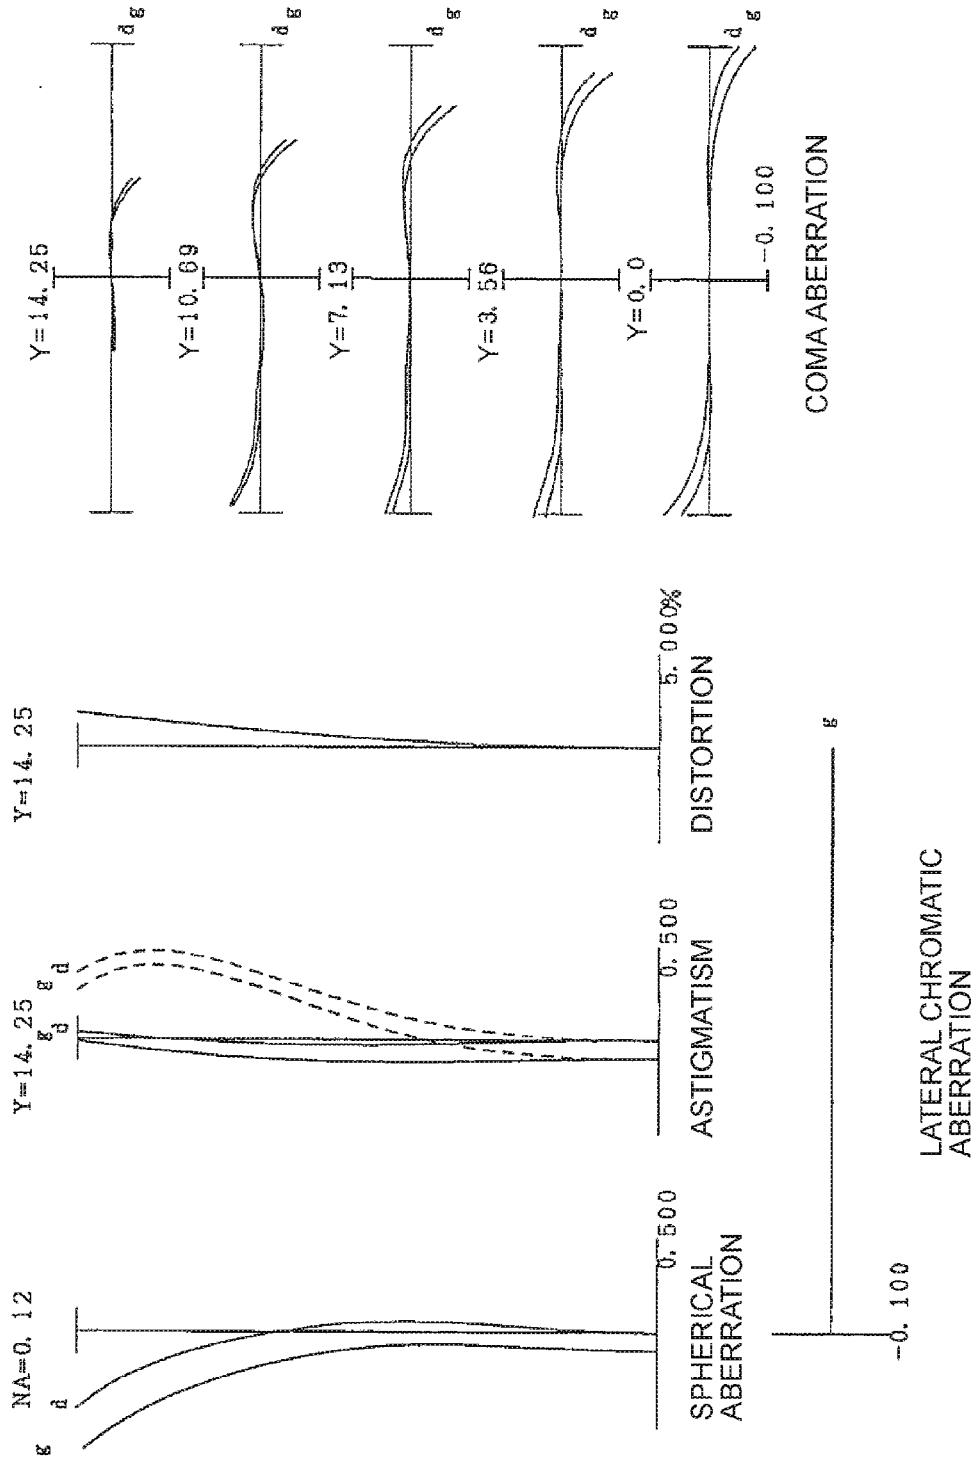 NA=0. 12
g
d
0. 500
SPHERICAL
ABERRATION
Y=14. 25
g
d
g
d
0. 500
ASTIGMATISM
Y=14. 25
5. 000%
DISTORTION
g
-0. 100
LATERAL CHROMATIC
ABERRATION
Y=14. 25
d
g
Y=10. 69
d
g
Y=7. 13
d
g
Y=3. 56
d
g
Y=0. 0
d
g
-0. 100
COMA ABERRATION